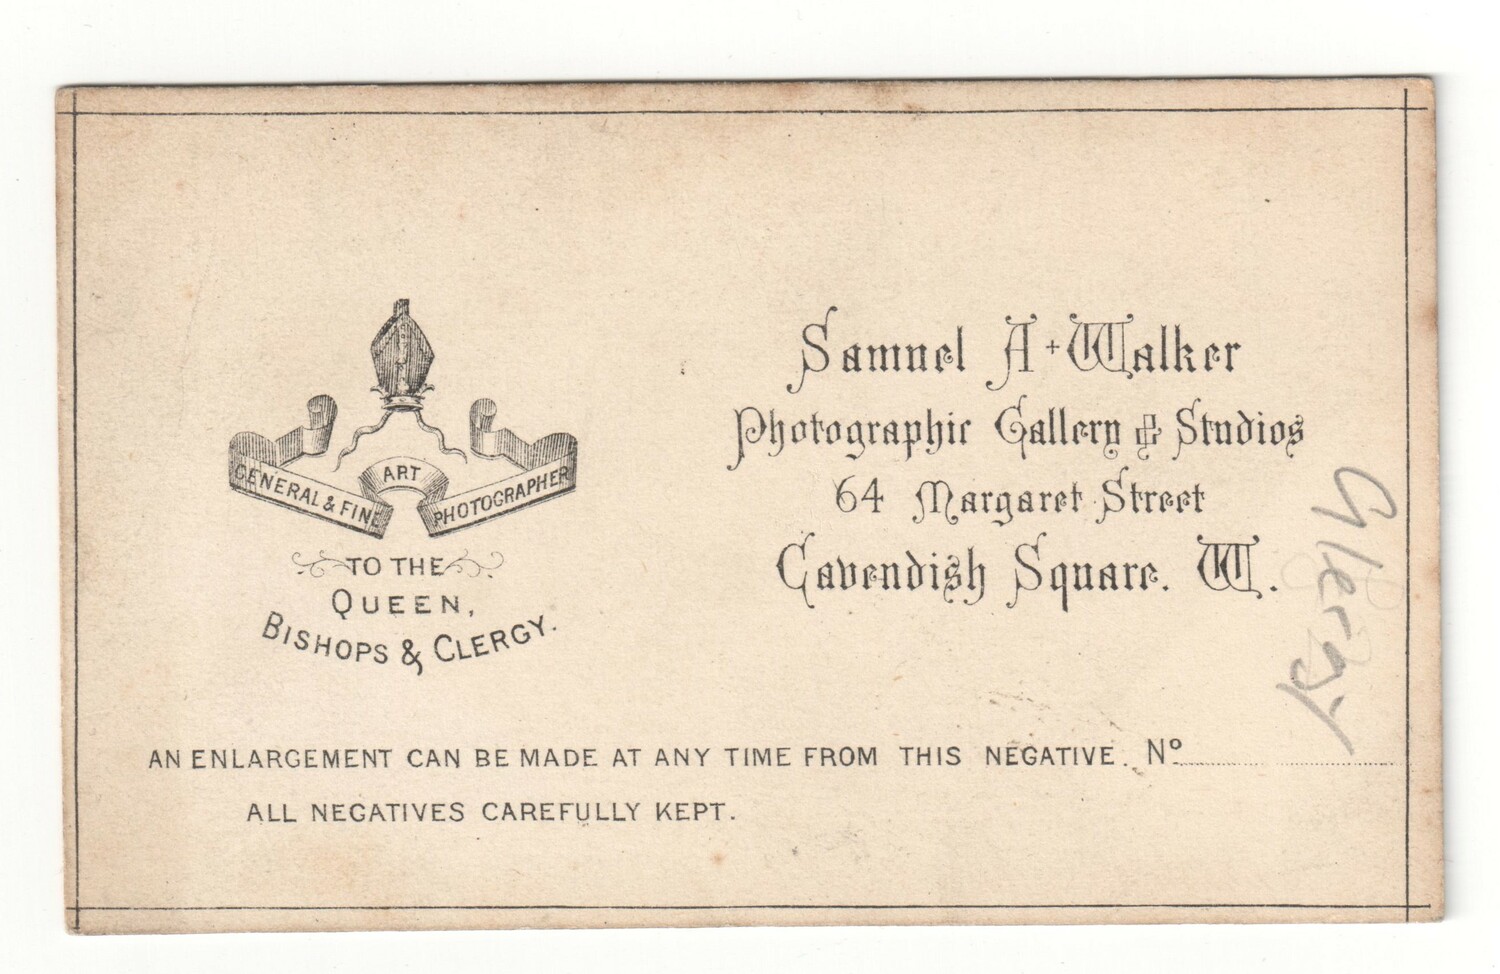 GENERAL & FINE ART PHOTOGRAPHER
TO THE
QUEEN,
BISHOPS & CLERGY.
Samuel A + Walker
Photographic Gallery & Studios
64 Margaret Street
Cavendish Square. W.
AN ENLARGEMENT CAN BE MADE AT ANY TIME FROM THIS NEGATIVE. Nº
ALL NEGATIVES CAREFULLY KEPT.
Clergy